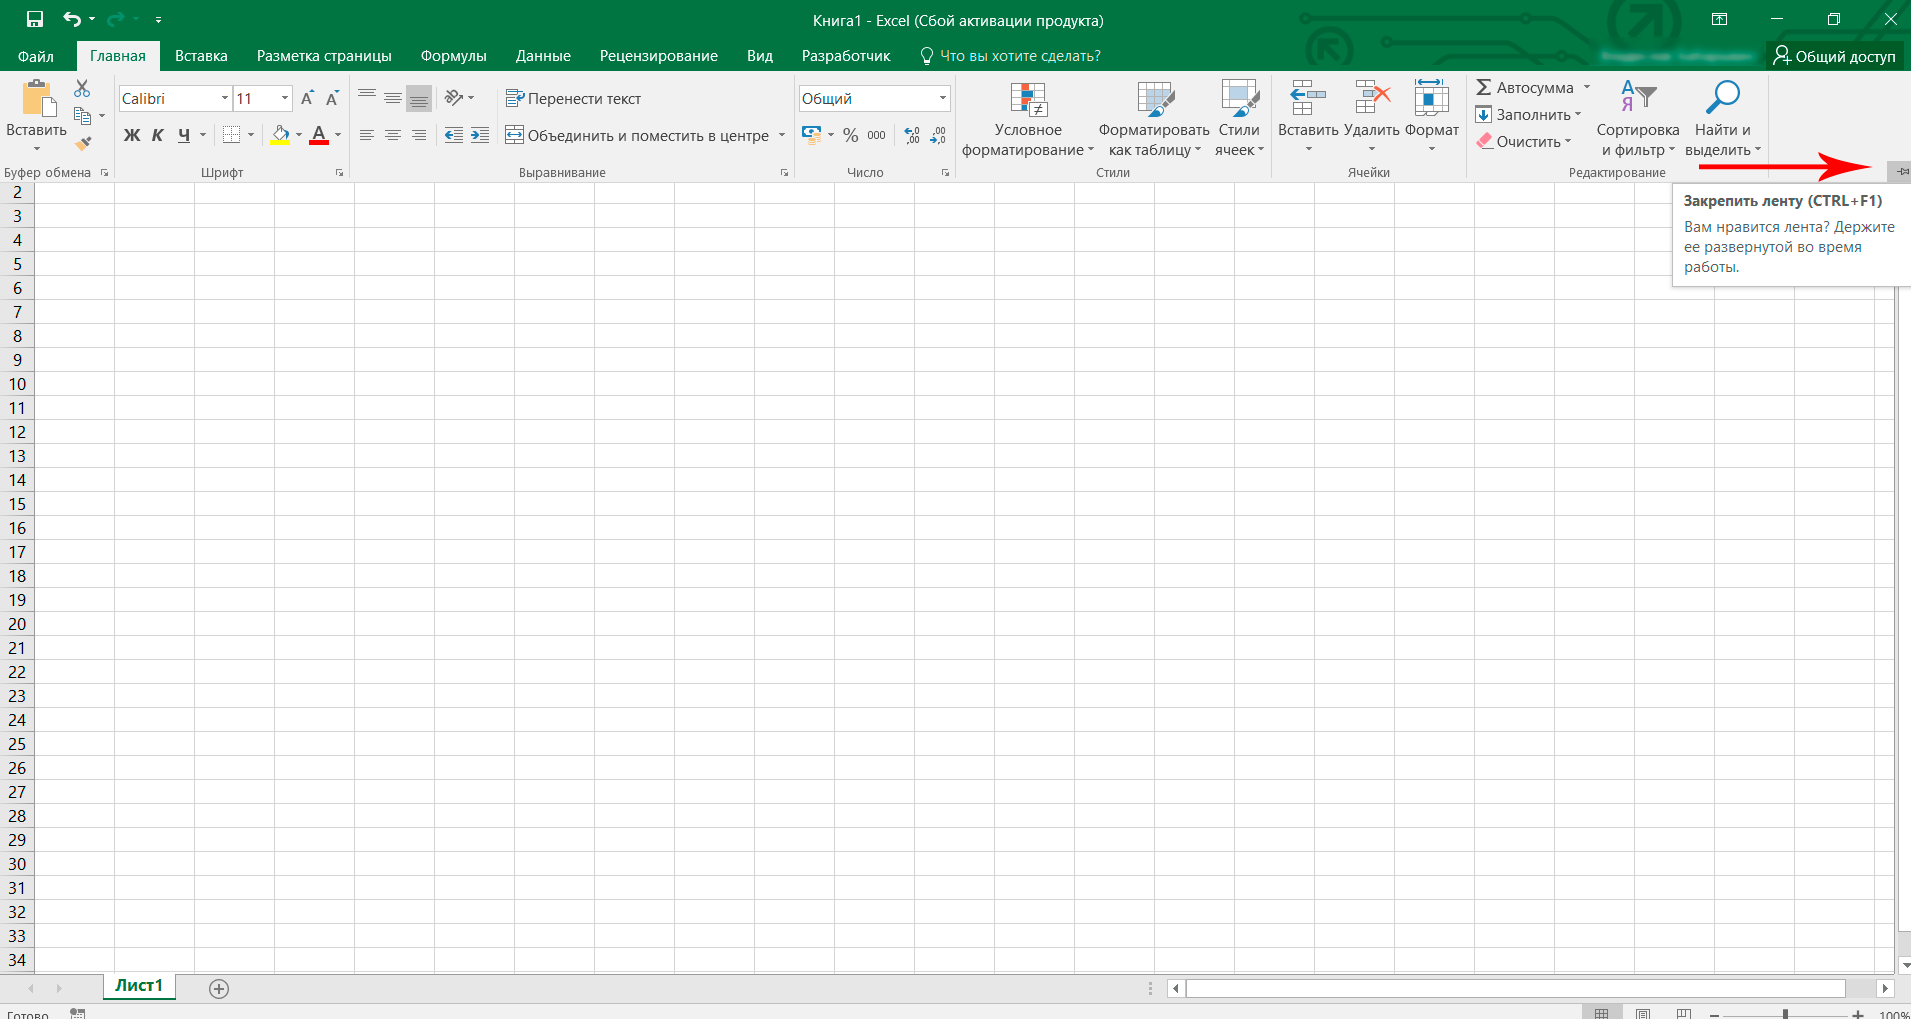 Книга1 - Excel (Сбой активации продукта)
Файл Главная Вставка Разметка страницы Формулы Данные Рецензирование Вид Разработчик Что вы хотите сделать? Общий доступ
Вставить
Буфер обмена
Calibri 11
Ж К Ч
Шрифт
Перенести текст
Объединить и поместить в центре
Выравнивание
Общий
% 000 ,0 ,00 ,00 ,0
Число
Условное форматирование
Форматировать как таблицу
Стили ячеек
Стили
Вставить Удалить Формат
Ячейки
Автосумма
Заполнить
Очистить
Сортировка и фильтр
Найти и выделить
Редактирование
Закрепить ленту (CTRL+F1)
Вам нравится лента? Держите
ее развернутой во время
работы.
2
3
4
5
6
7
8
9
10
11
12
13
14
15
16
17
18
19
20
21
22
23
24
25
26
27
28
29
30
31
32
33
34
Лист1
Готово 100%